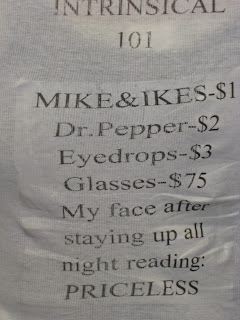 INTRINSICAL
101
MIKE&IKES-$1
Dr.Pepper-$2
Eyedrops-$3
Glasses-$75
My face after
staying up all
night reading:
PRICELESS